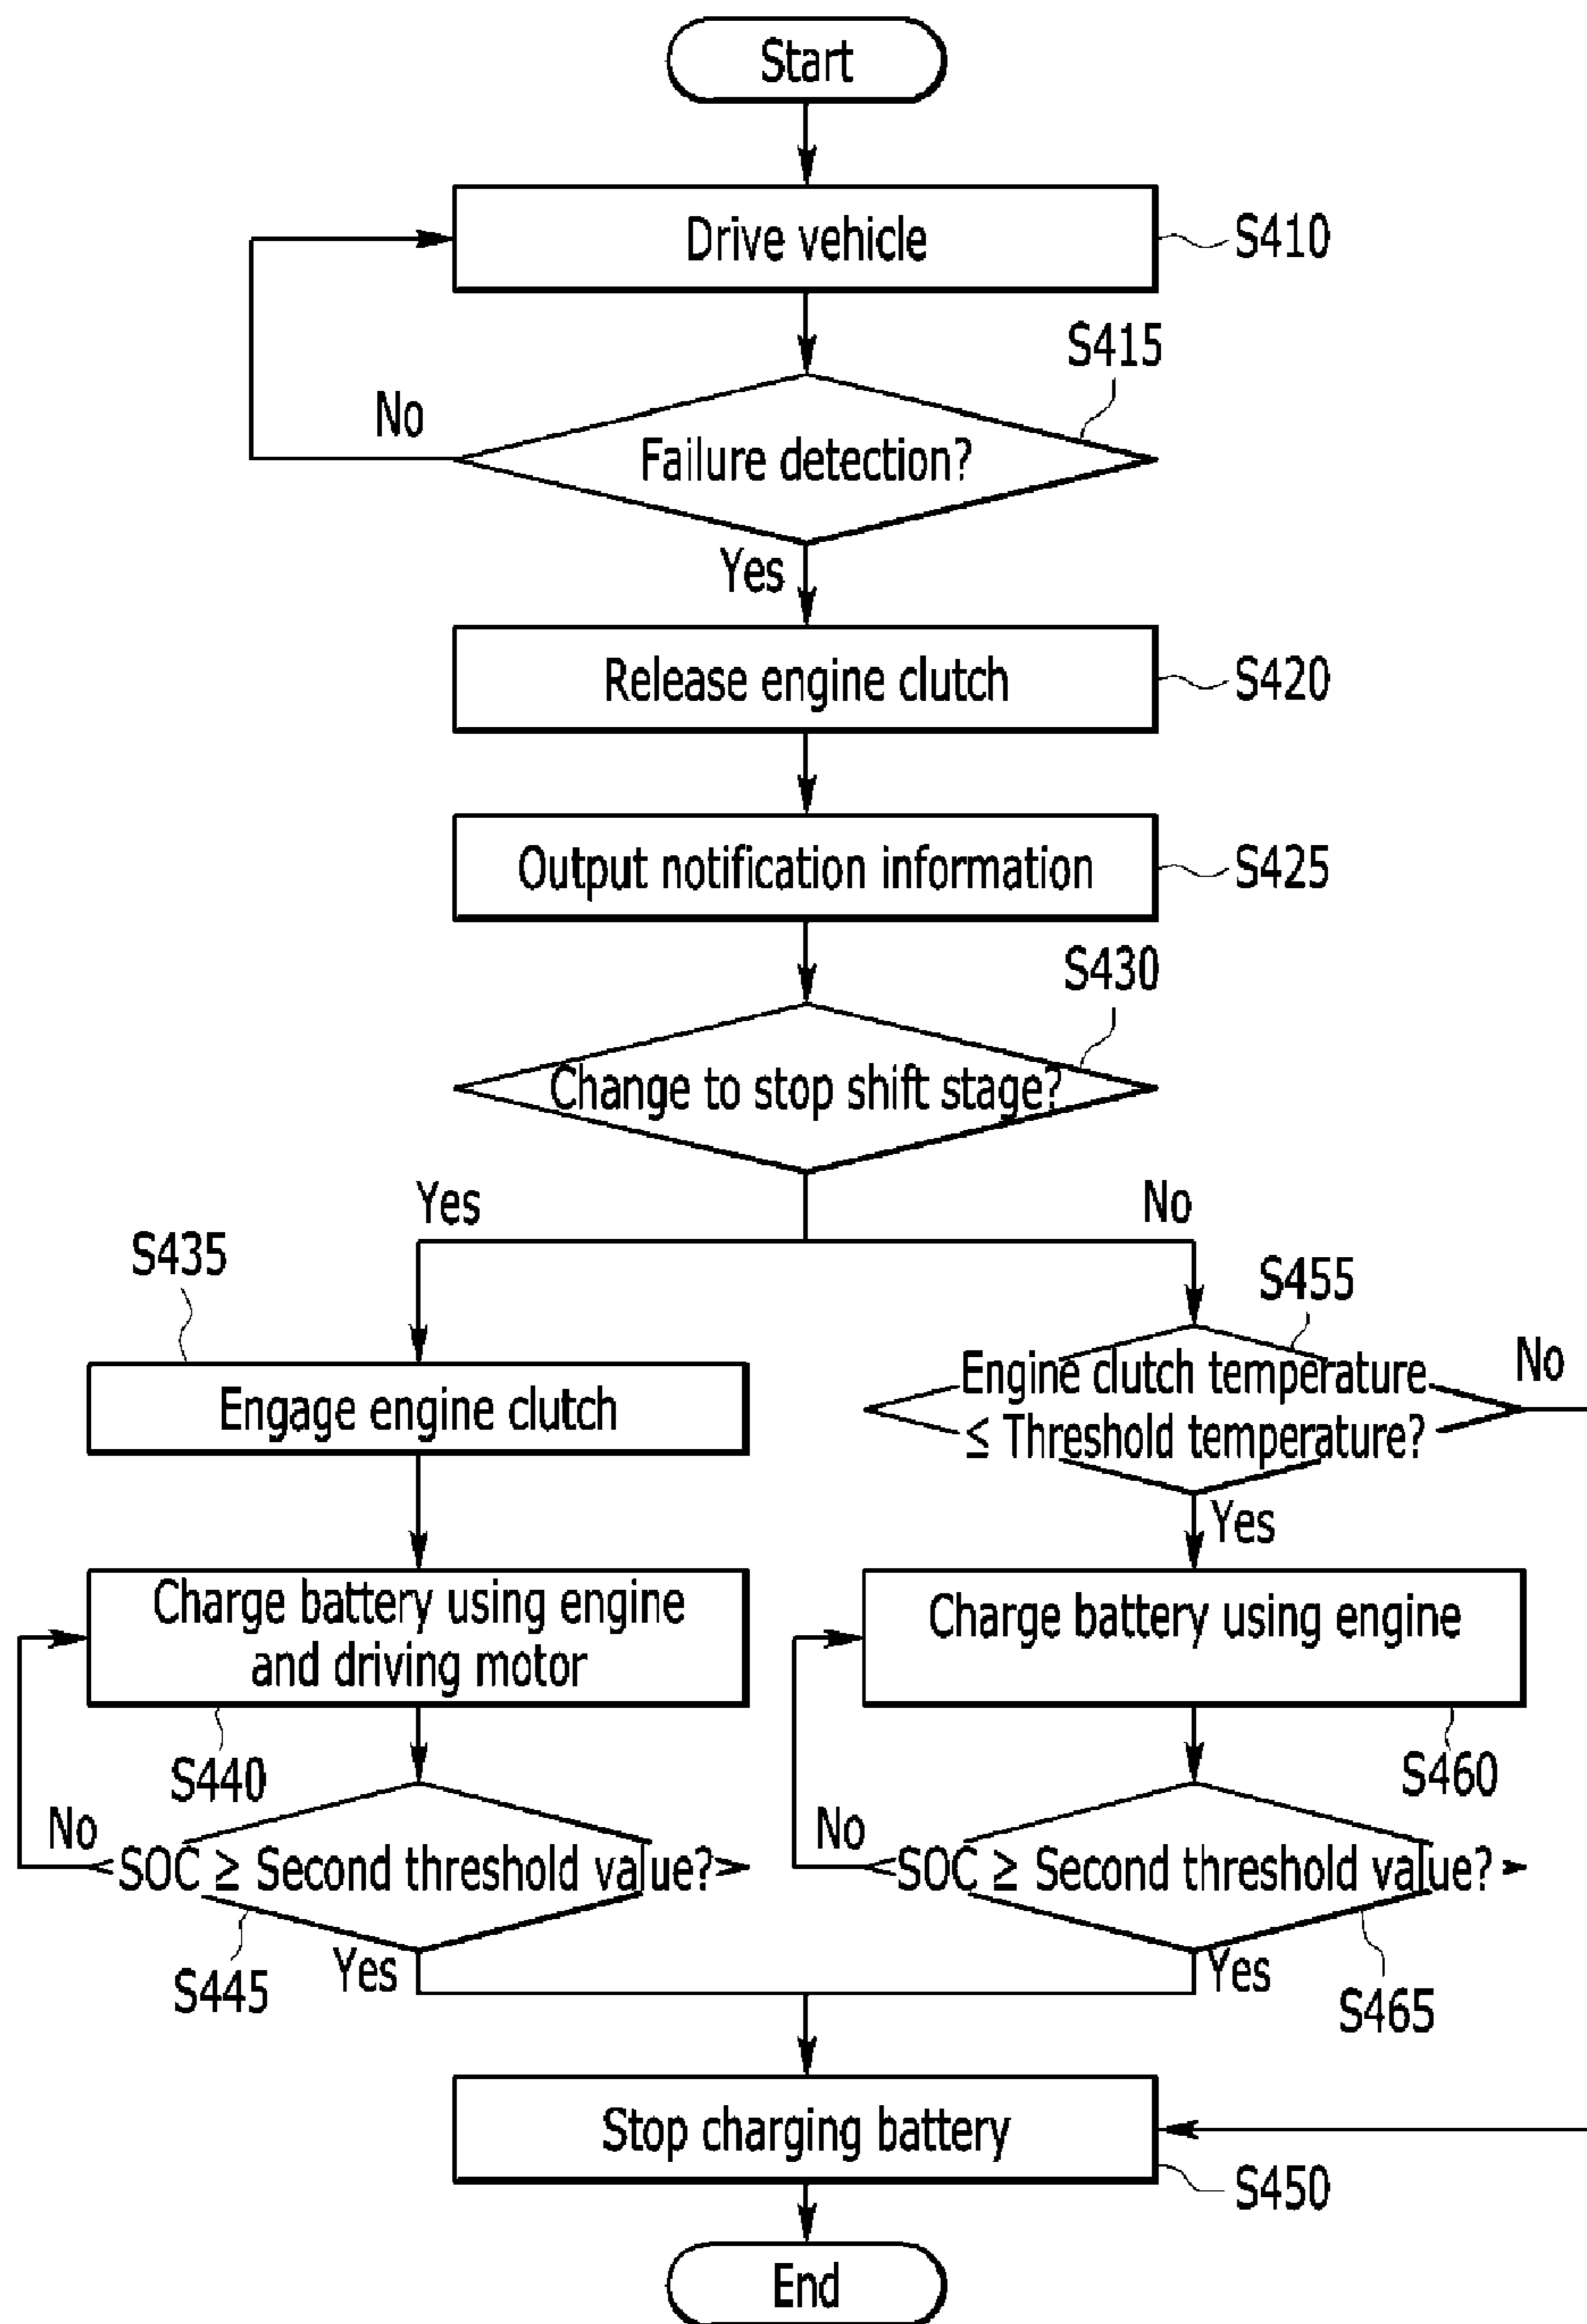 Start
Drive vehicle
S410
S415
No
Failure detection?
Yes
Release engine clutch
S420
Output notification information
S425
S430
Change to stop shift stage?
Yes
No
S435
S455
Engage engine clutch
Engine clutch temperature
≤ Threshold temperature?
No
Yes
Charge battery using engine
and driving motor
Charge battery using engine
S440
S460
No
SOC ≥ Second threshold value?
No
SOC ≥ Second threshold value?
S445
Yes
Yes
S465
Stop charging battery
S450
End